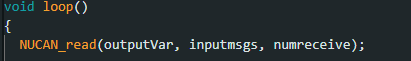 void loop()
{
NUCAN_read(outputVar, inputmsgs, numreceive);